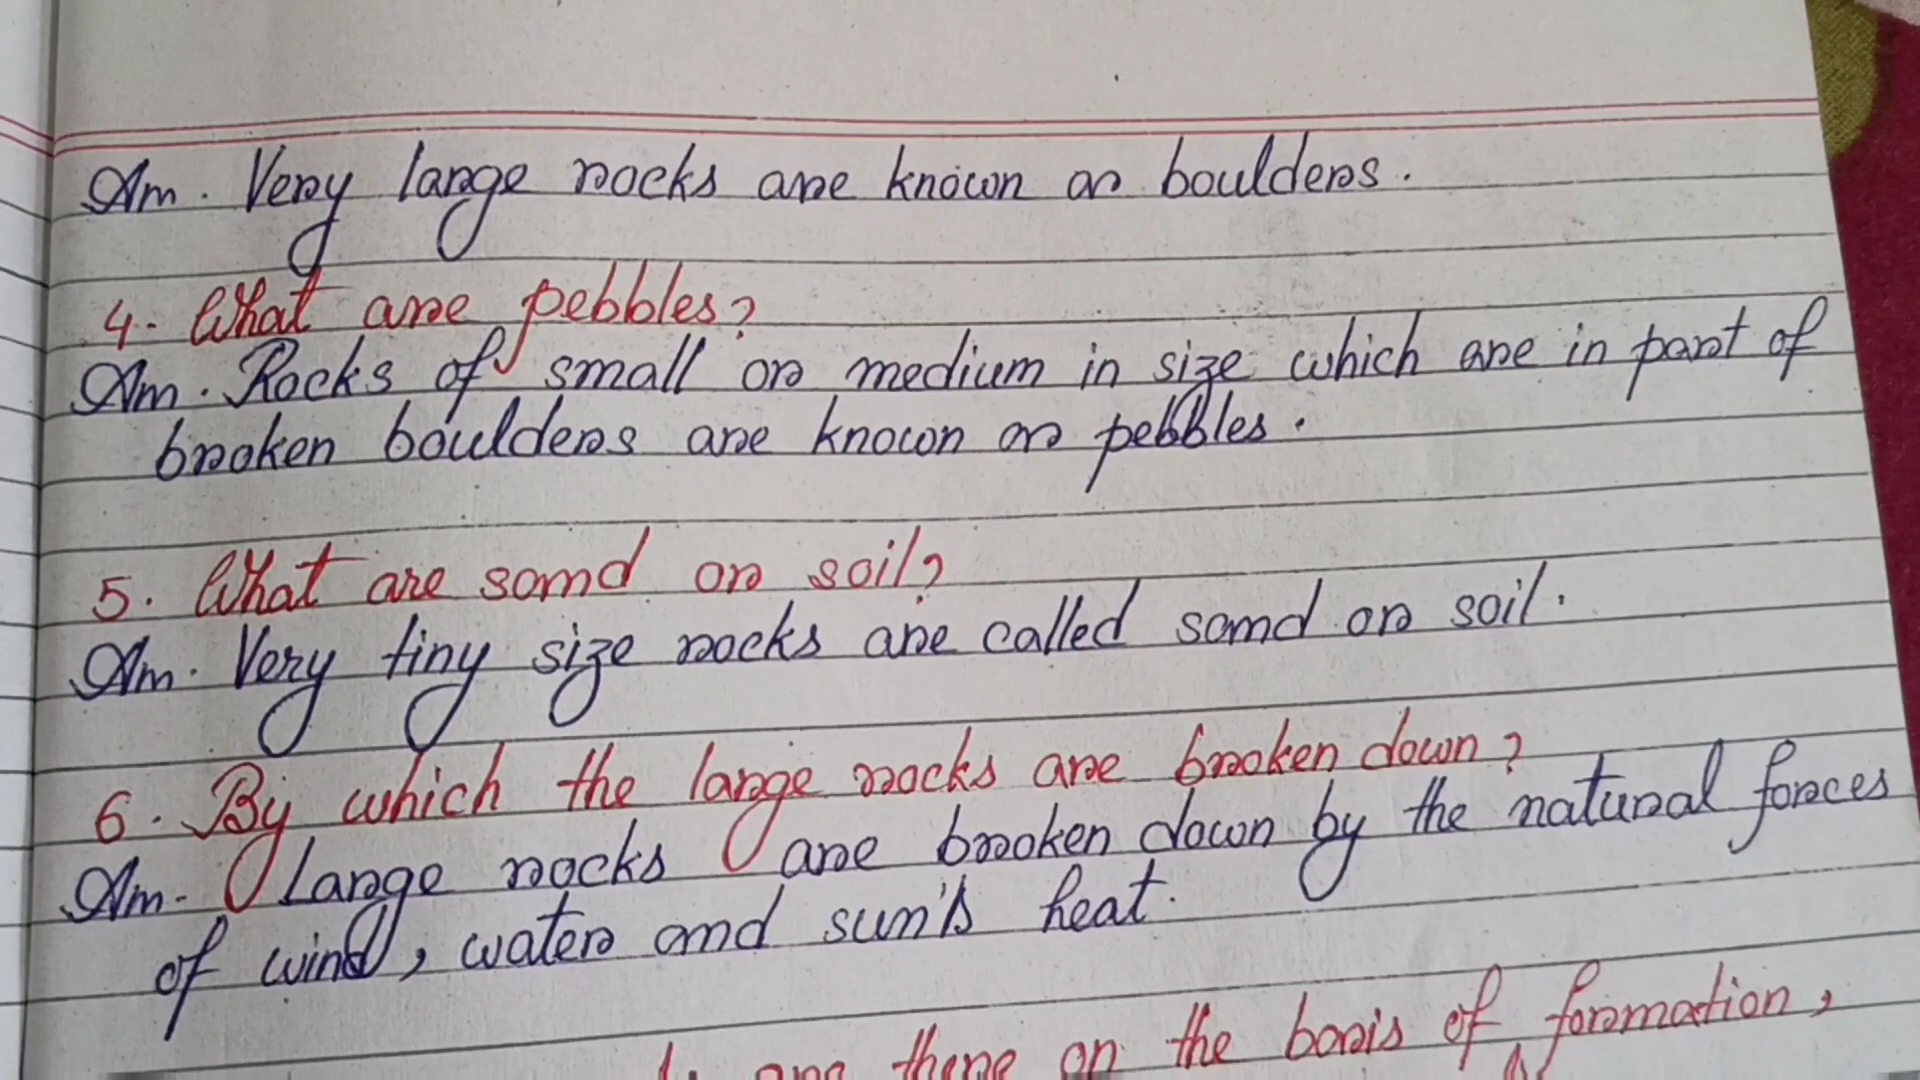 Ans. Very large rocks are known as boulders.
4. What are pebbles?
Ans. Rocks of small or medium in size which are in part of
broken boulders are known as pebbles.
5. What are sand or soil?
Ans. Very tiny size rocks are called sand or soil.
6. By which the large rocks are broken down?
Ans. Large rocks are broken down by the natural forces
of wind, water and sun's heat.
are there on the basis of formation,